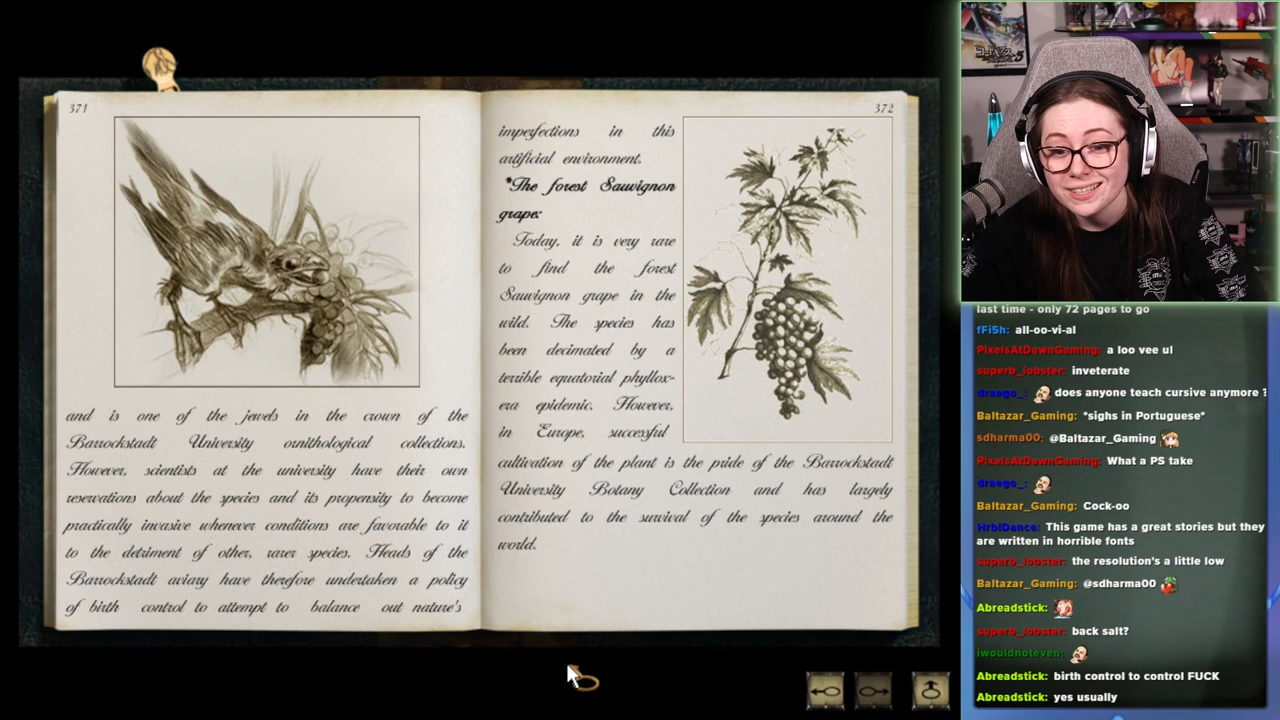 371
and is one of the jewels in the crown of the
Barrockstadt University ornithological collections.
However, scientists at the university have their own
reservations about the species and its propensity to become
practically invasive whenever conditions are favorable to it
to the detriment of other, rarer species. Heads of the
Barrockstadt aviary have therefore undertaken a policy
of birth control to attempt to balance out nature's
372
imperfections in this
artificial environment.
*The forest Sauvignon
grape:
Today, it is very rare
to find the forest
Sauvignon grape in the
wild. The species has
been decimated by a
terrible equatorial phyllox-
era epidemic. However,
in Europe, successful
cultivation of the plant is the pride of the Barrockstadt
University Botany Collection and has largely
contributed to the survival of the species around the
world.
last time - only 72 pages to go
fFi5h: all-oo-vi-al
PixelsAtDawnGaming: a loo vee ul
superb_lobster: inveterate
draego_: does anyone teach cursive anymore ?
Baltazar_Gaming: *sighs in Portuguese*
sdharma00: @Baltazar_Gaming
PixelsAtDawnGaming: What a PS take
draego_:
Baltazar_Gaming: Cock-oo
HrblDance: This game has a great stories but they
are written in horrible fonts
superb_lobster: the resolution's a little low
Baltazar_Gaming: @sdharma00
Abreadstick:
superb_lobster: back salt?
iwouldnoteven:
Abreadstick: birth control to control FUCK
Abreadstick: yes usually